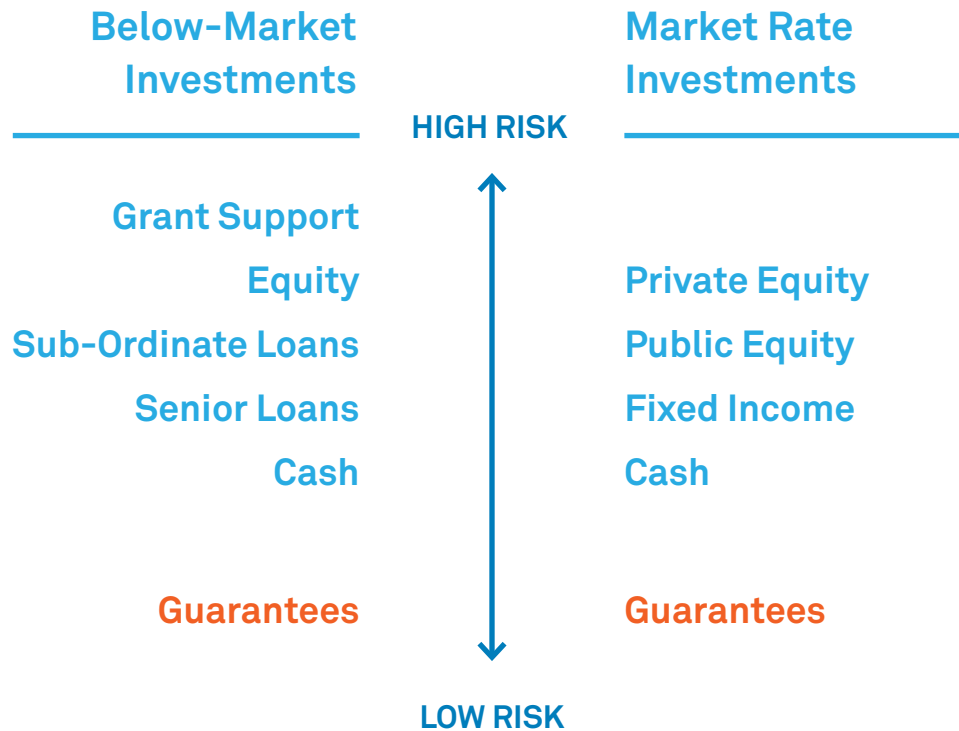 Below-Market
Investments
Market Rate
Investments
HIGH RISK
Grant Support
Equity
Private Equity
Sub-Ordinate Loans
Public Equity
Senior Loans
Fixed Income
Cash
Cash
Guarantees
Guarantees
LOW RISK